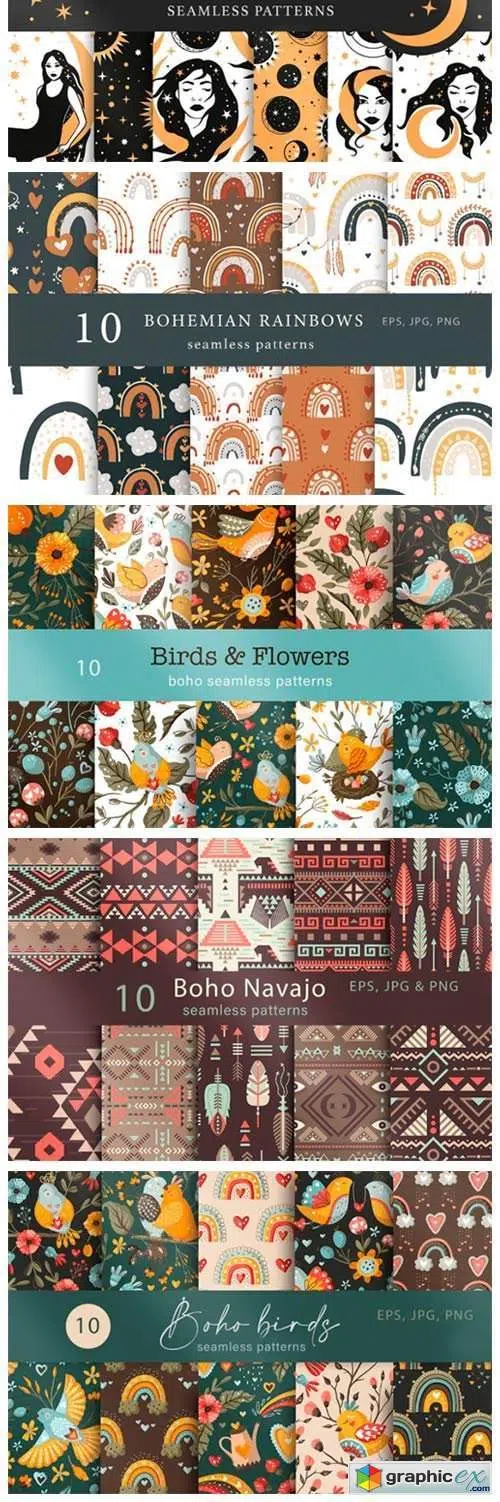 SEAMLESS PATTERNS
10 BOHEMIAN RAINBOWS EPS, JPG, PNG
seamless patterns
10 Birds & Flowers
boho seamless patterns
10 Boho Navajo EPS, JPG & PNG
seamless patterns
10 Boho birds EPS, JPG, PNG
seamless patterns
graphicex.com